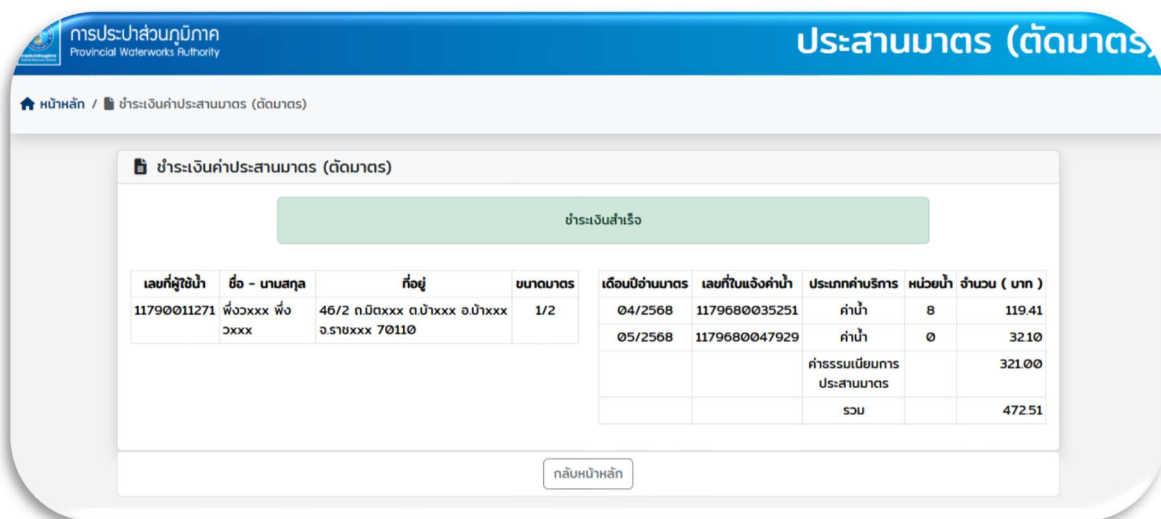 การประปาส่วนภูมิภาค
Provincial Waterworks Authority
ประสานมาตร (ตัดมาตร)
หน้าหลัก / ชำระเงินค่าประสานมาตร (ตัดมาตร)
ชำระเงินค่าประสานมาตร (ตัดมาตร)
ชำระเงินสำเร็จ
เลขที่ผู้ใช้น้ำ ชื่อ - นามสกุล ที่อยู่ ขนาดมาตร
11790011271 พึ่งวxxx พึ่ง 46/2 ถ.มิตxxx ต.บ้าxxx อ.บ้าxxx 1/2
วxxx จ.ราชxxx 70110
เดือนปีอ่านมาตร เลขที่ใบแจ้งค่าน้ำ ประเภทค่าบริการ หน่วยน้ำ จำนวน ( บาท )
04/2568 1179680035251 ค่าน้ำ 8 119.41
05/2568 1179680047929 ค่าน้ำ 0 32.10
ค่าธรรมเนียมการ 321.00
ประสานมาตร
รวม 472.51
กลับหน้าหลัก